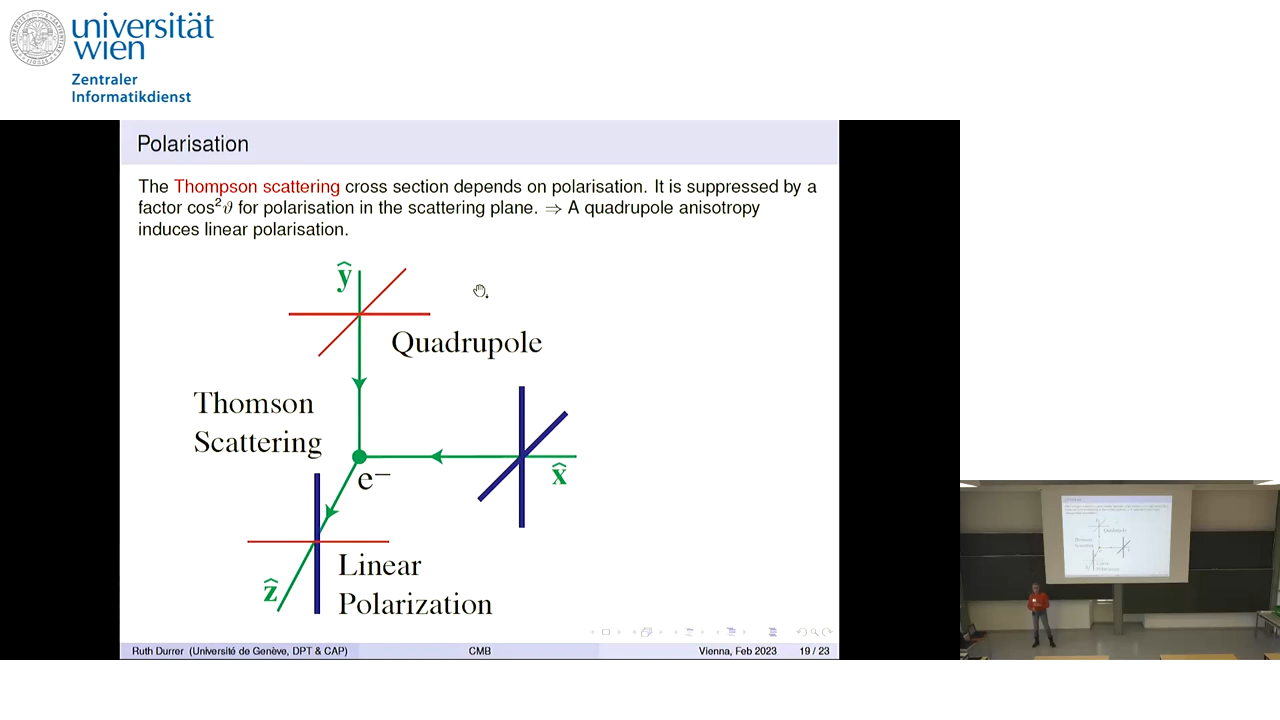 universität
wien
Zentraler
Informatikdienst
Polarisation
The Thompson scattering cross section depends on polarisation. It is suppressed by a
factor cos²ϑ for polarisation in the scattering plane. ⇒ A quadrupole anisotropy
induces linear polarisation.
ŷ
Quadrupole
Thomson
Scattering
e⁻
x̂
Linear
ẑ
Polarization
Ruth Durrer (Université de Genève, DPT & CAP) CMB Vienna, Feb 2023 19 / 23